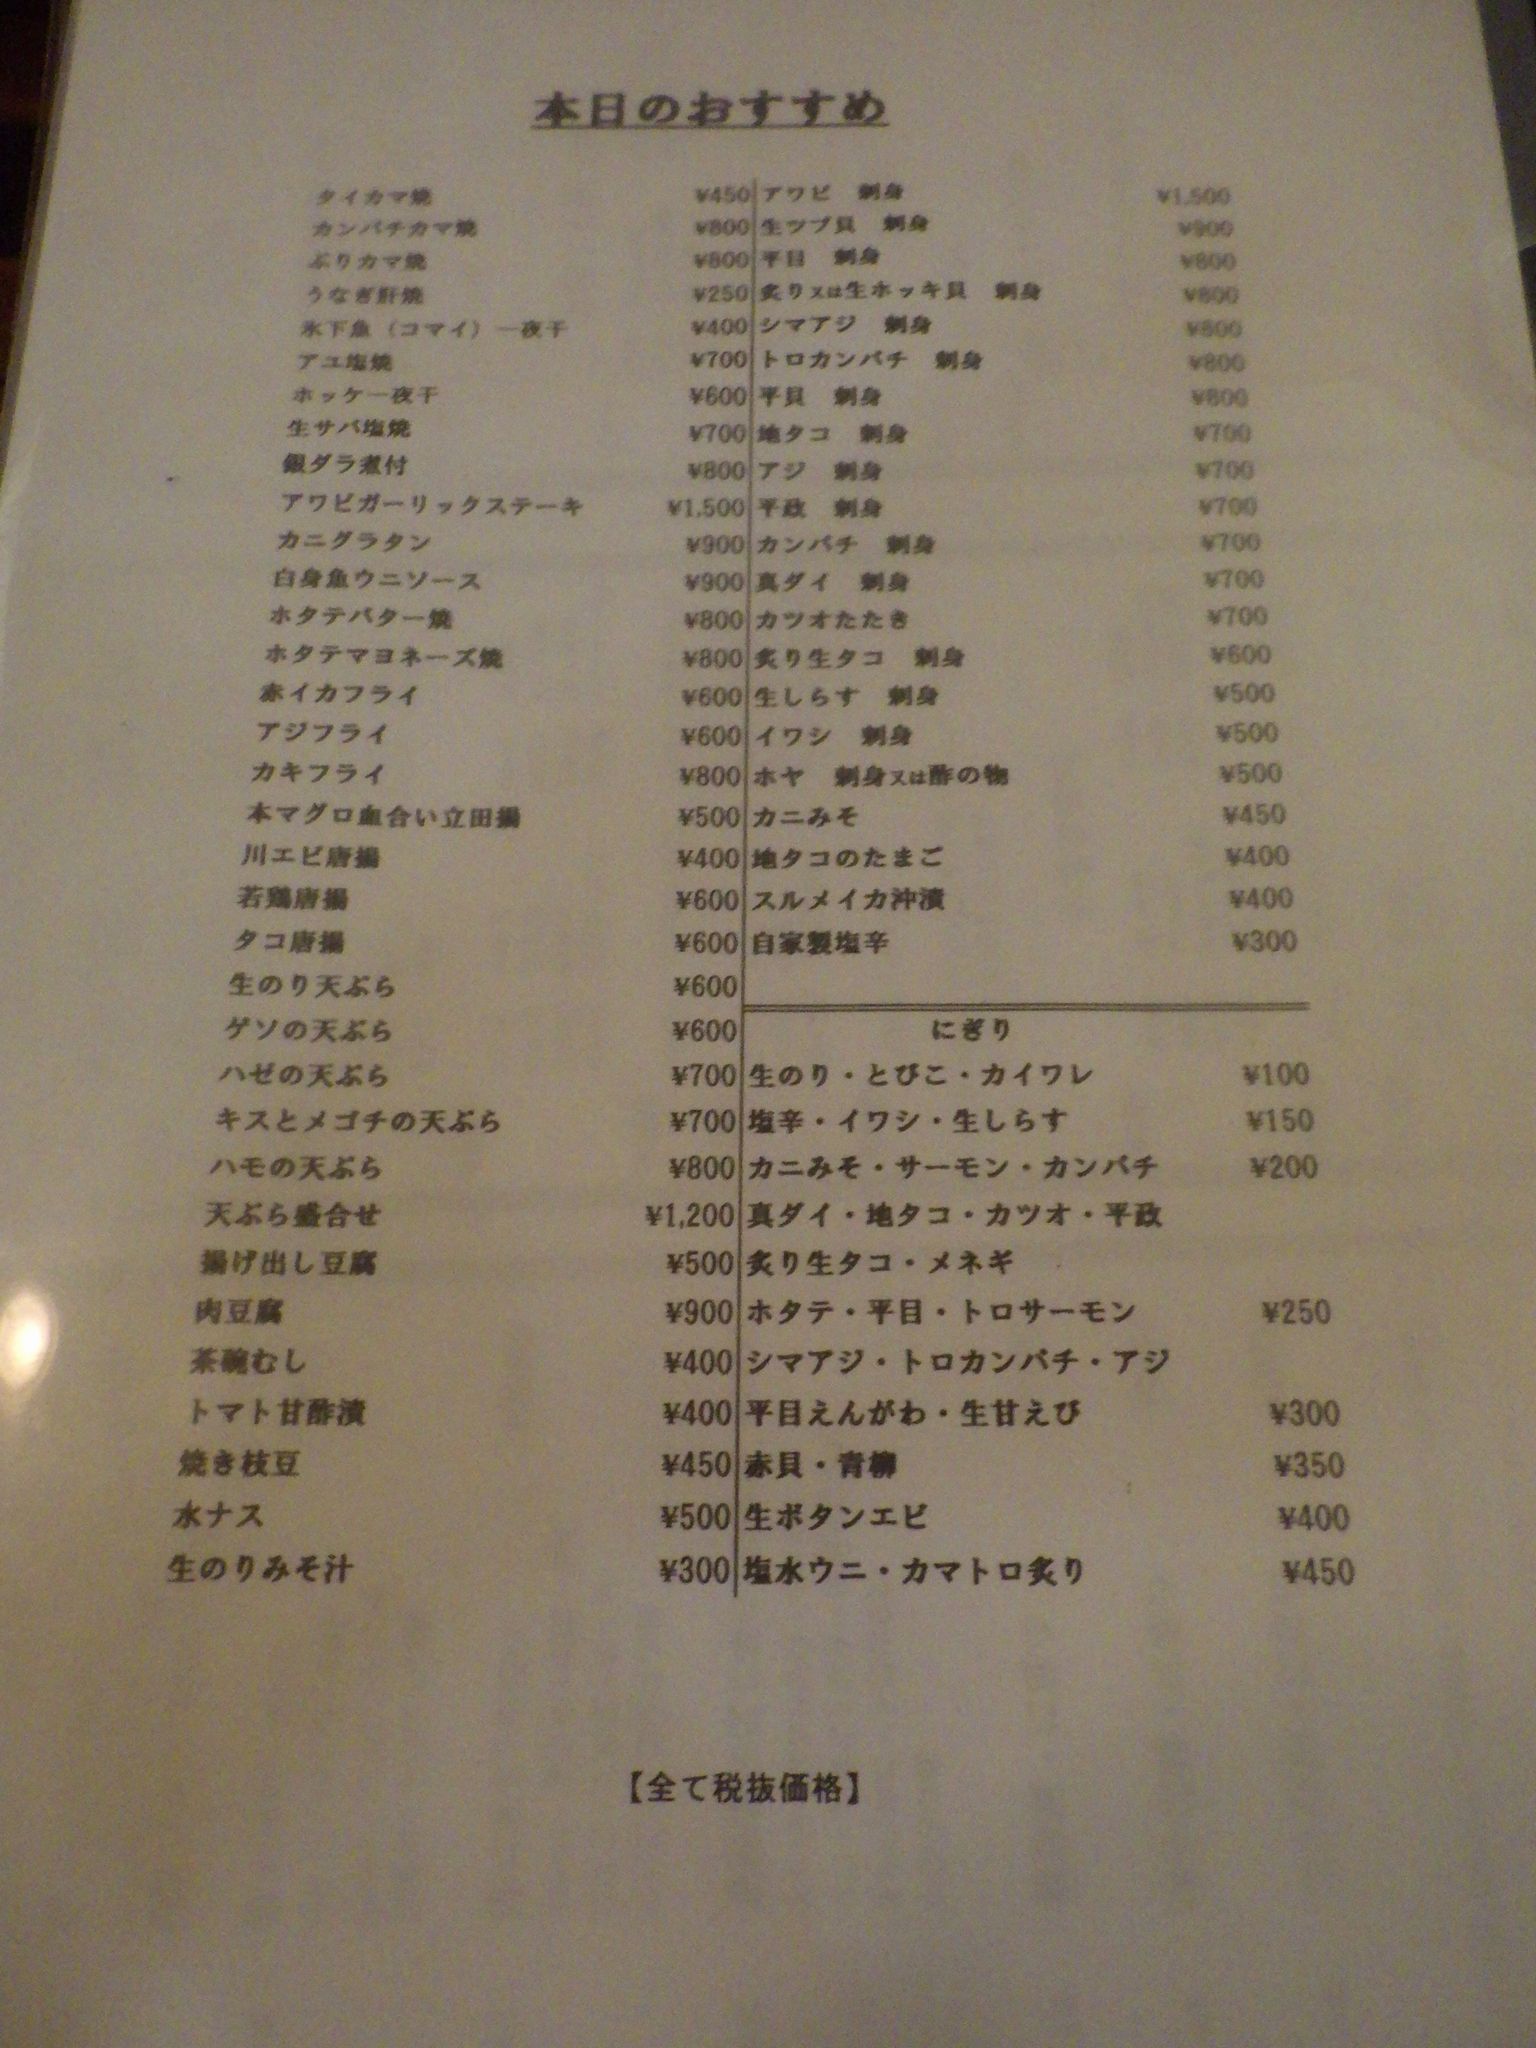 本日のおすすめ
タイカマ焼 ¥450
カンパチカマ焼 ¥800
ぶりカマ焼 ¥800
うなぎ肝焼 ¥250
氷下魚（コマイ）一夜干 ¥400
アユ塩焼 ¥700
ホッケ一夜干 ¥600
生サバ塩焼 ¥700
銀ダラ煮付 ¥800
アワビガーリックステーキ ¥1,500
カニグラタン ¥900
白身魚ウニソース ¥900
ホタテバター焼 ¥800
ホタテマヨネーズ焼 ¥800
赤イカフライ ¥600
アジフライ ¥600
カキフライ ¥800
本マグロ血合い立田揚 ¥500
川エビ唐揚 ¥400
若鶏唐揚 ¥600
タコ唐揚 ¥600
生のり天ぷら ¥600
ゲソの天ぷら ¥600
ハゼの天ぷら ¥700
キスとメゴチの天ぷら ¥700
ハモの天ぷら ¥800
天ぷら盛合せ ¥1,200
揚げ出し豆腐 ¥500
肉豆腐 ¥900
茶碗むし ¥400
トマト甘酢漬 ¥400
焼き枝豆 ¥450
水ナス ¥500
生のりみそ汁 ¥300
アワビ 刺身 ¥1,500
生ツブ貝 刺身 ¥900
平目 刺身 ¥800
炙り又は生ホッキ貝 刺身 ¥800
シマアジ 刺身 ¥800
トロカンパチ 刺身 ¥800
平貝 刺身 ¥800
地タコ 刺身 ¥700
アジ 刺身 ¥700
平政 刺身 ¥700
カンパチ 刺身 ¥700
真ダイ 刺身 ¥700
カツオたたき ¥700
炙り生タコ 刺身 ¥600
生しらす 刺身 ¥500
イワシ 刺身 ¥500
ホヤ 刺身又は酢の物 ¥500
カニみそ ¥450
地タコのたまご ¥400
スルメイカ沖漬 ¥400
自家製塩辛 ¥300
にぎり
生のり・とびこ・カイワレ ¥100
塩辛・イワシ・生しらす ¥150
カニみそ・サーモン・カンパチ ¥200
真ダイ・地タコ・カツオ・平政
炙り生タコ・メネギ
ホタテ・平目・トロサーモン ¥250
シマアジ・トロカンパチ・アジ
平目えんがわ・生甘えび ¥300
赤貝・青柳 ¥350
生ボタンエビ ¥400
塩水ウニ・カマトロ炙り ¥450
【全て税抜価格】